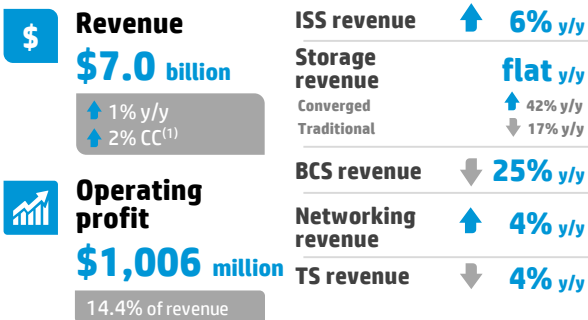 $
Revenue
$7.0 billion
1% y/y
2% CC(1)
Operating
profit
$1,006 million
14.4% of revenue
ISS revenue 6% y/y
Storage
revenue flat y/y
Converged 42% y/y
Traditional 17% y/y
BCS revenue 25% y/y
Networking
revenue 4% y/y
TS revenue 4% y/y